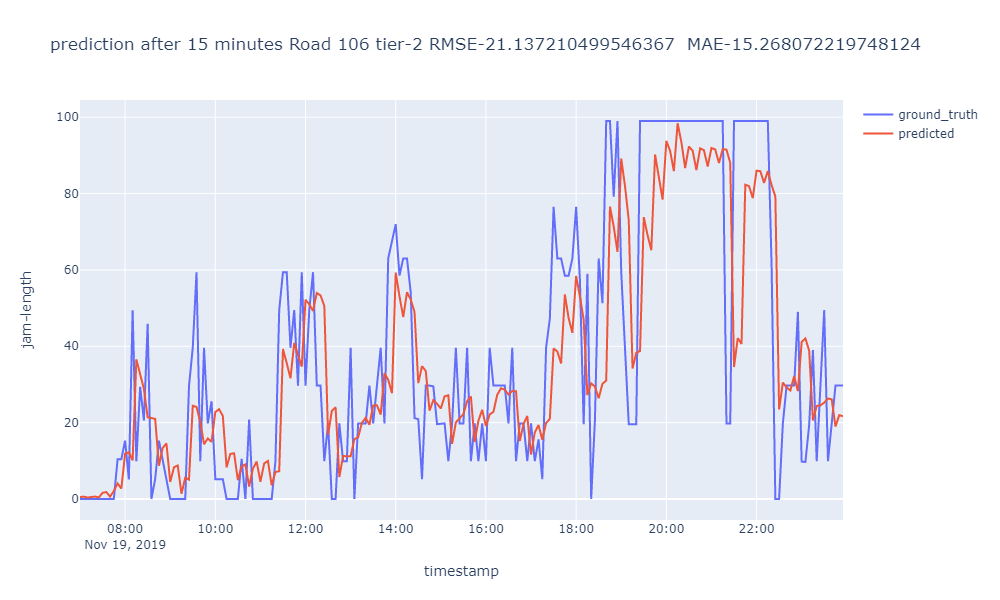 prediction after 15 minutes Road 106 tier-2 RMSE-21.137210499546367  MAE-15.268072219748124
ground_truth
predicted
100
80
60
40
20
0
jam-length
08:00 10:00 12:00 14:00 16:00 18:00 20:00 22:00
Nov 19, 2019
timestamp